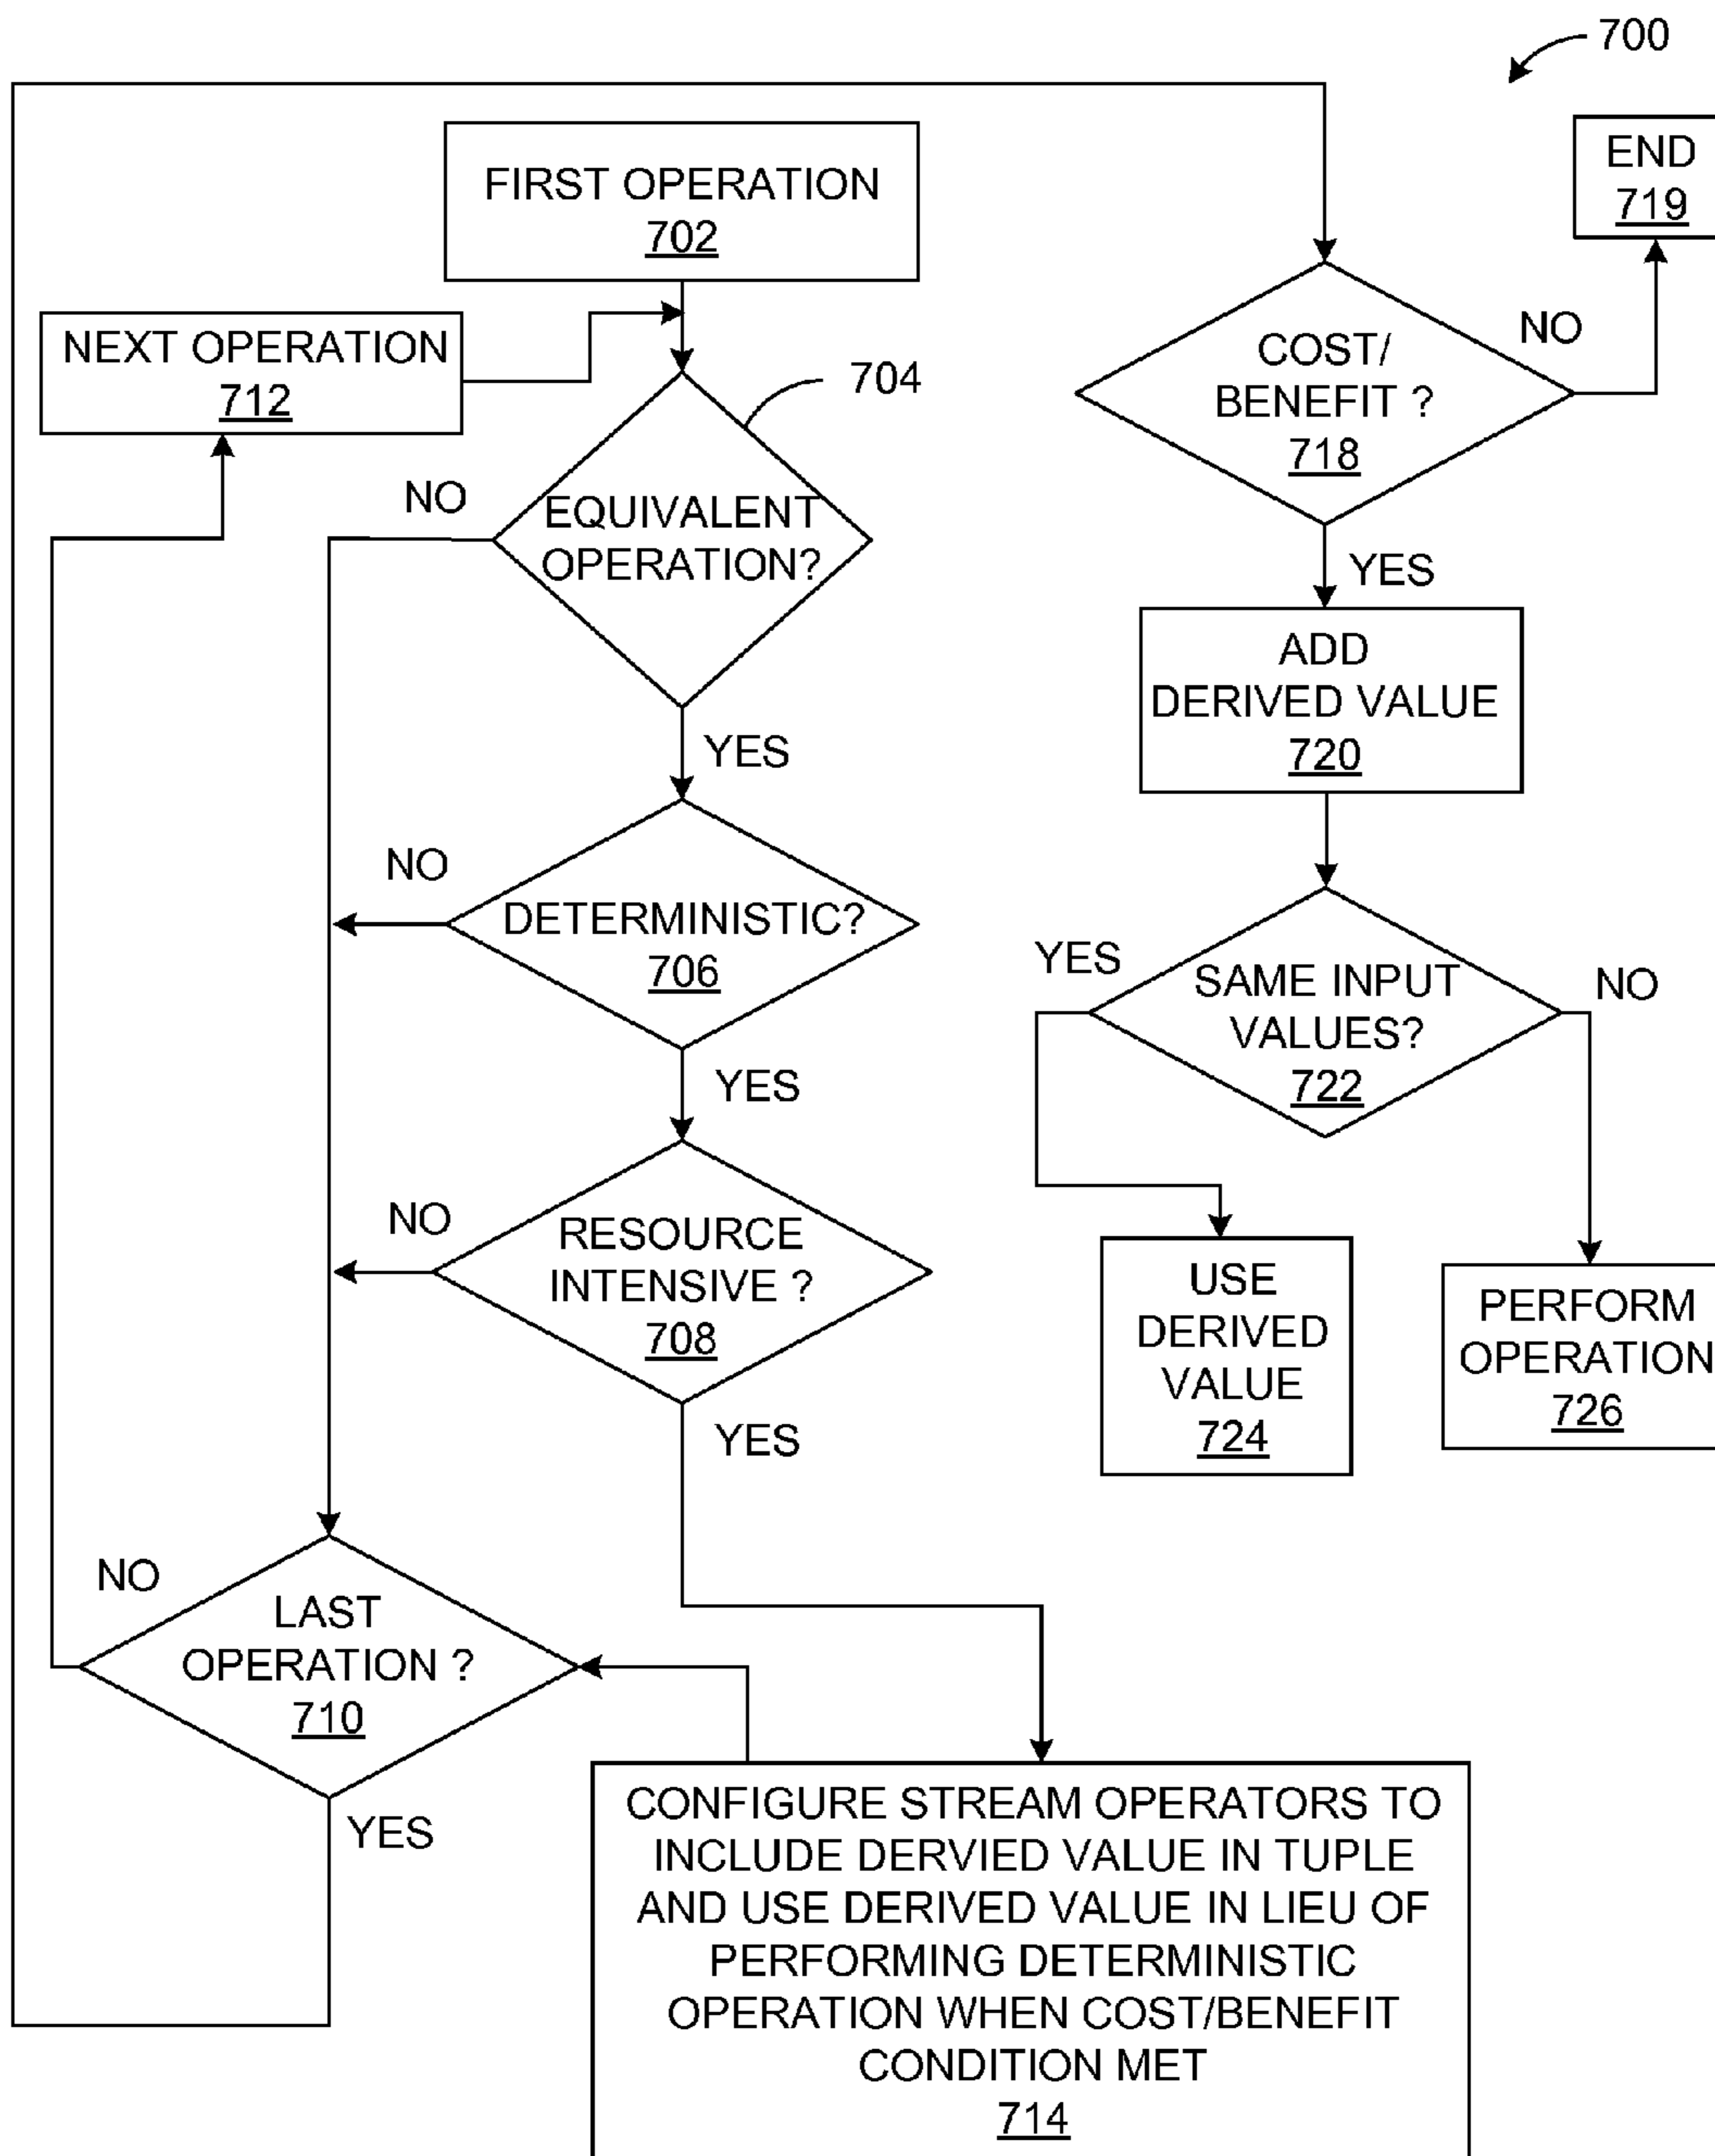 700
FIRST OPERATION
702
END
719
NEXT OPERATION
712
704
COST/
BENEFIT ?
718
NO
NO
EQUIVALENT
OPERATION?
YES
YES
ADD
DERIVED VALUE
720
NO
DETERMINISTIC?
706
YES
YES
SAME INPUT
VALUES?
722
NO
NO
RESOURCE
INTENSIVE ?
708
YES
USE
DERIVED
VALUE
724
PERFORM
OPERATION
726
NO
LAST
OPERATION ?
710
YES
CONFIGURE STREAM OPERATORS TO
INCLUDE DERVIED VALUE IN TUPLE
AND USE DERIVED VALUE IN LIEU OF
PERFORMING DETERMINISTIC
OPERATION WHEN COST/BENEFIT
CONDITION MET
714